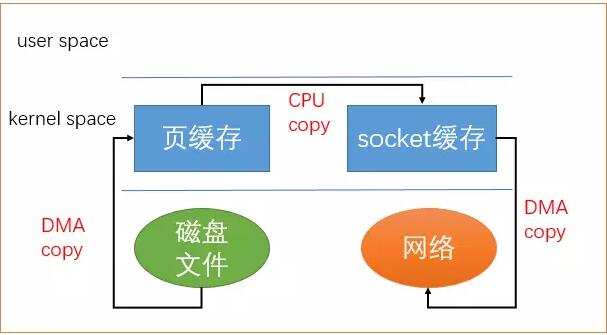 user space
CPU
copy
kernel space
页缓存
socket缓存
DMA
copy
磁盘
文件
网络
DMA
copy